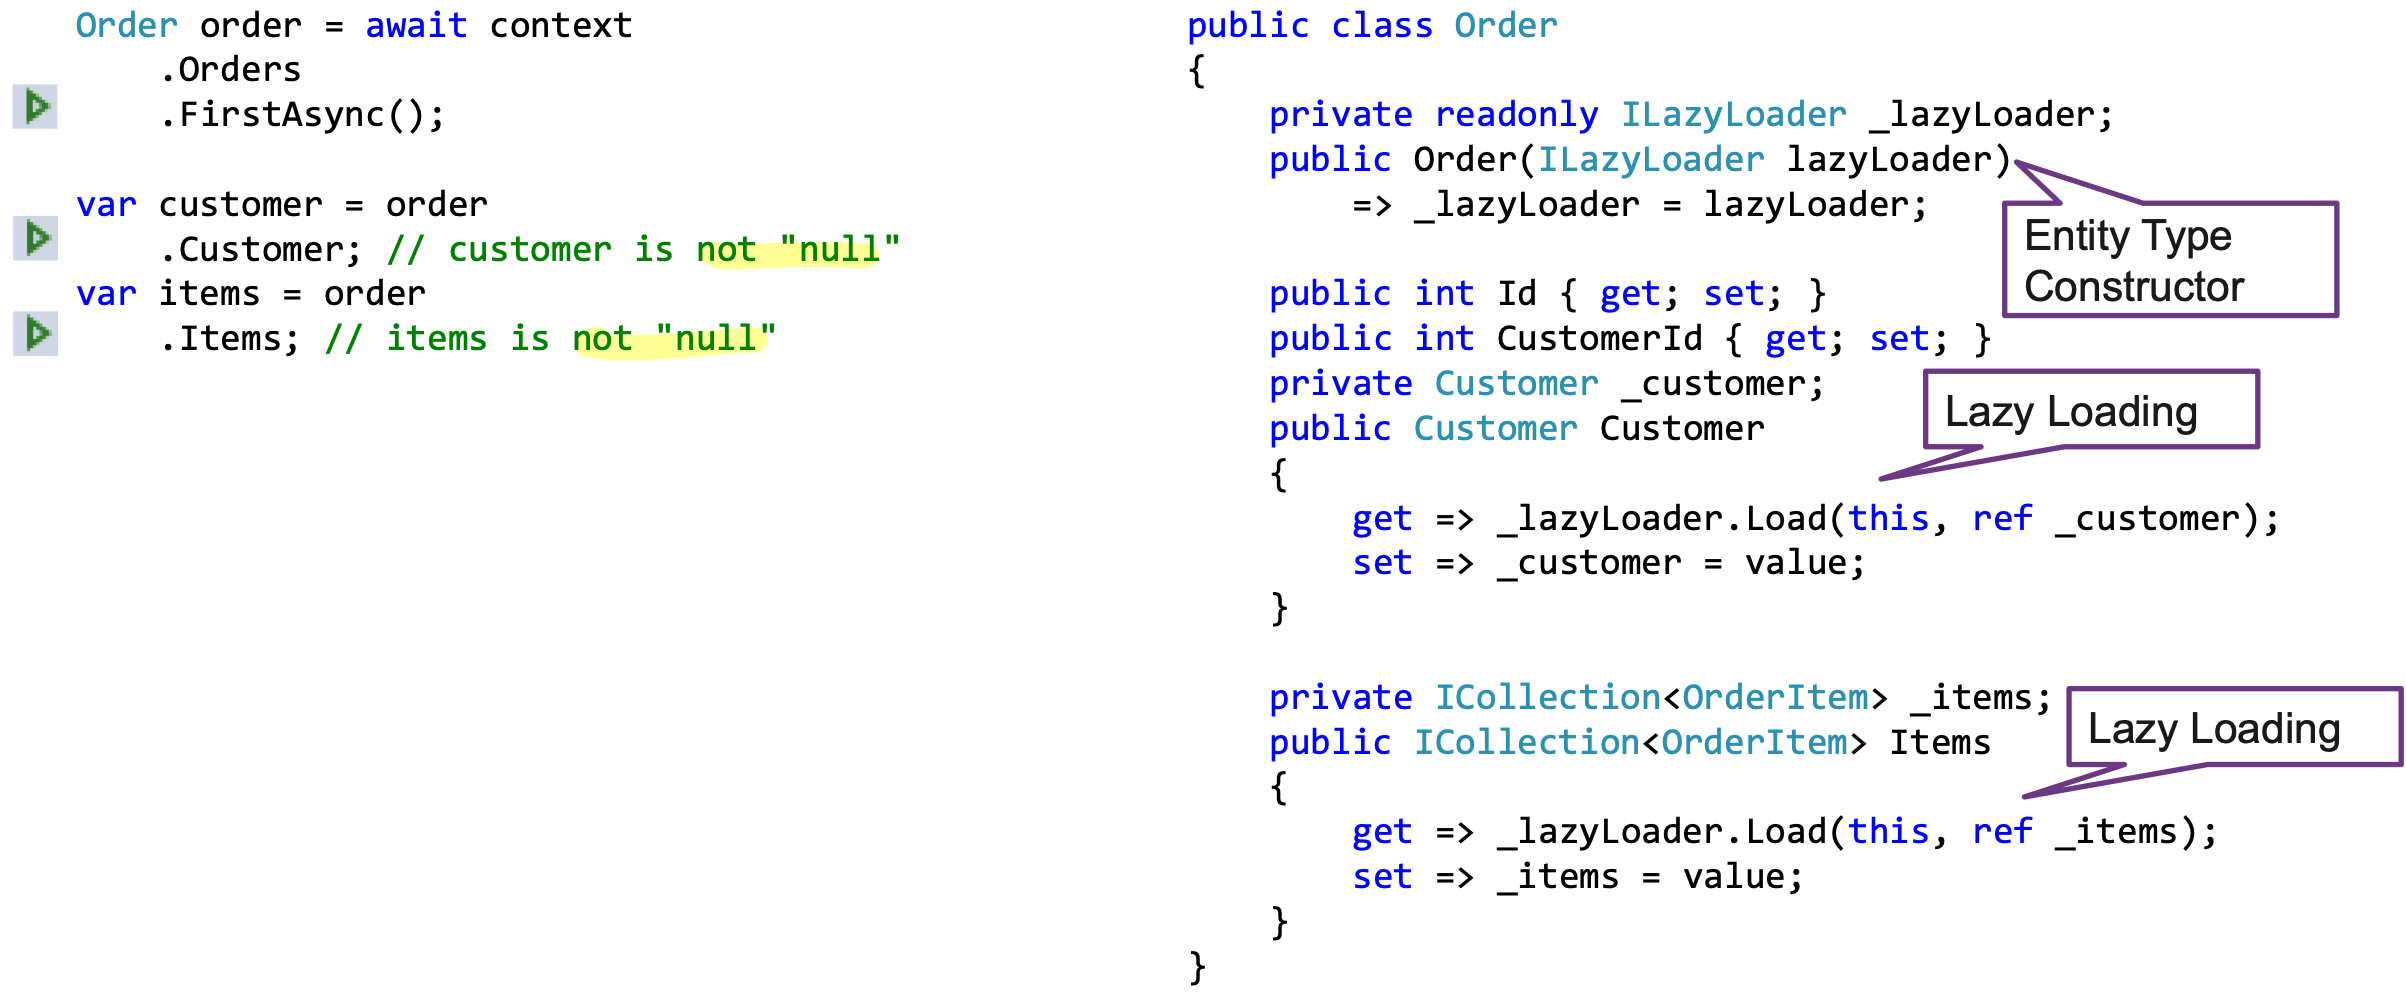 Order order = await context
    .Orders
    .FirstAsync();
var customer = order
    .Customer; // customer is not "null"
var items = order
    .Items; // items is not "null"
public class Order
{
    private readonly ILazyLoader _lazyLoader;
    public Order(ILazyLoader lazyLoader)
        => _lazyLoader = lazyLoader;
Entity Type
Constructor
    public int Id { get; set; }
    public int CustomerId { get; set; }
    private Customer _customer;
    public Customer Customer
Lazy Loading
    {
        get => _lazyLoader.Load(this, ref _customer);
        set => _customer = value;
    }
    private ICollection<OrderItem> _items;
    public ICollection<OrderItem> Items
Lazy Loading
    {
        get => _lazyLoader.Load(this, ref _items);
        set => _items = value;
    }
}